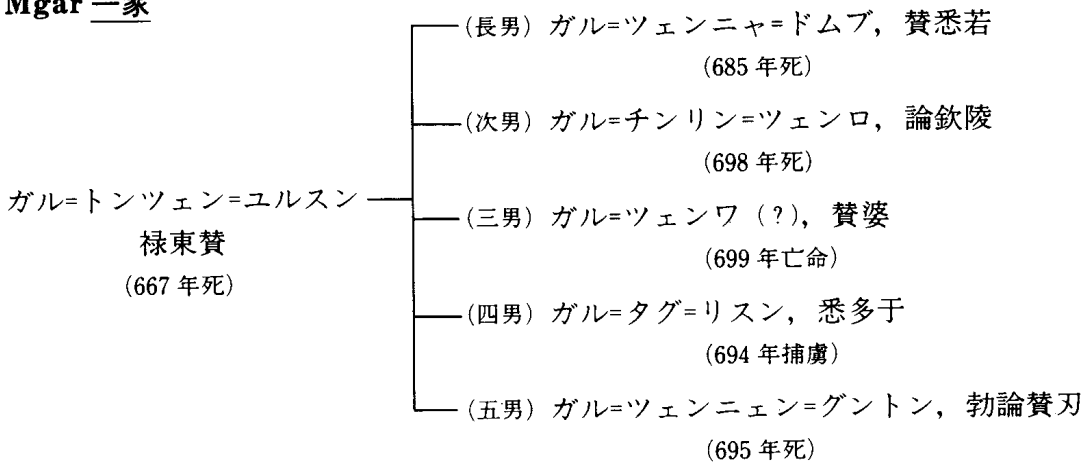 Mgar 一家
(長男) ガル=ツェンニャ=ドムブ, 賛悉若
(685 年死)
(次男) ガル=チンリン=ツェンロ, 論欽陵
(698 年死)
ガル=トンツェン=ユルスン
禄東賛
(667 年死)
(三男) ガル=ツェンワ (?), 賛婆
(699 年亡命)
(四男) ガル=タグ=リスン, 悉多于
(694 年捕虜)
(五男) ガル=ツェンニェン=グントン, 勃論賛刃
(695 年死)